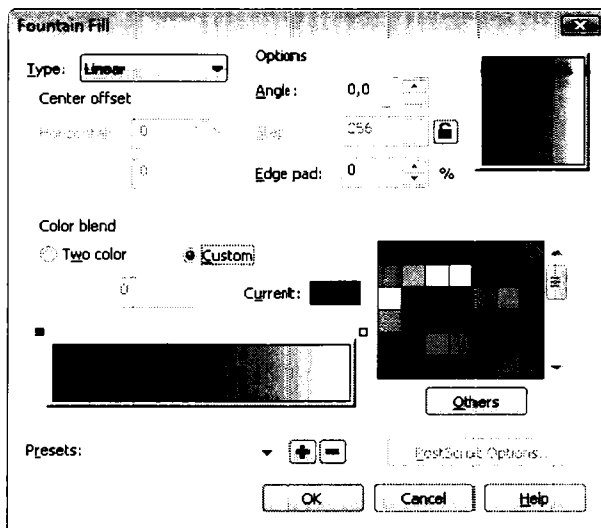 Fountain Fill
Type: Linear
Options
Center offset
Angle: 0,0
Horizontal: 0
Step 256
0
Edge pad: 0 %
Color blend
Two color Custom
0
Current:
Others
Presets:
PostScript Options...
OK Cancel Help